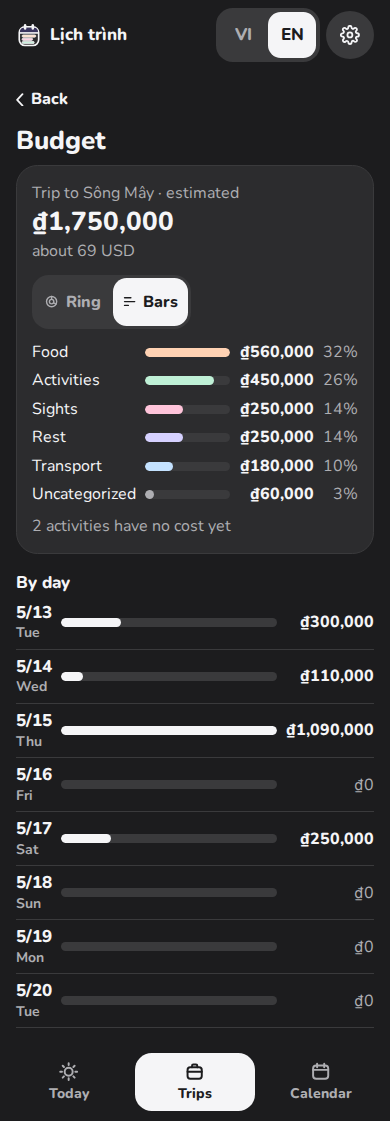 Lịch trình
VI EN
Back
Budget
Trip to Sông Mây · estimated
₫1,750,000
about 69 USD
Ring Bars
Food ₫560,000 32%
Activities ₫450,000 26%
Sights ₫250,000 14%
Rest ₫250,000 14%
Transport ₫180,000 10%
Uncategorized ₫60,000 3%
2 activities have no cost yet
By day
5/13
Tue
₫300,000
5/14
Wed
₫110,000
5/15
Thu
₫1,090,000
5/16
Fri
₫0
5/17
Sat
₫250,000
5/18
Sun
₫0
5/19
Mon
₫0
5/20
Tue
₫0
Today Trips Calendar